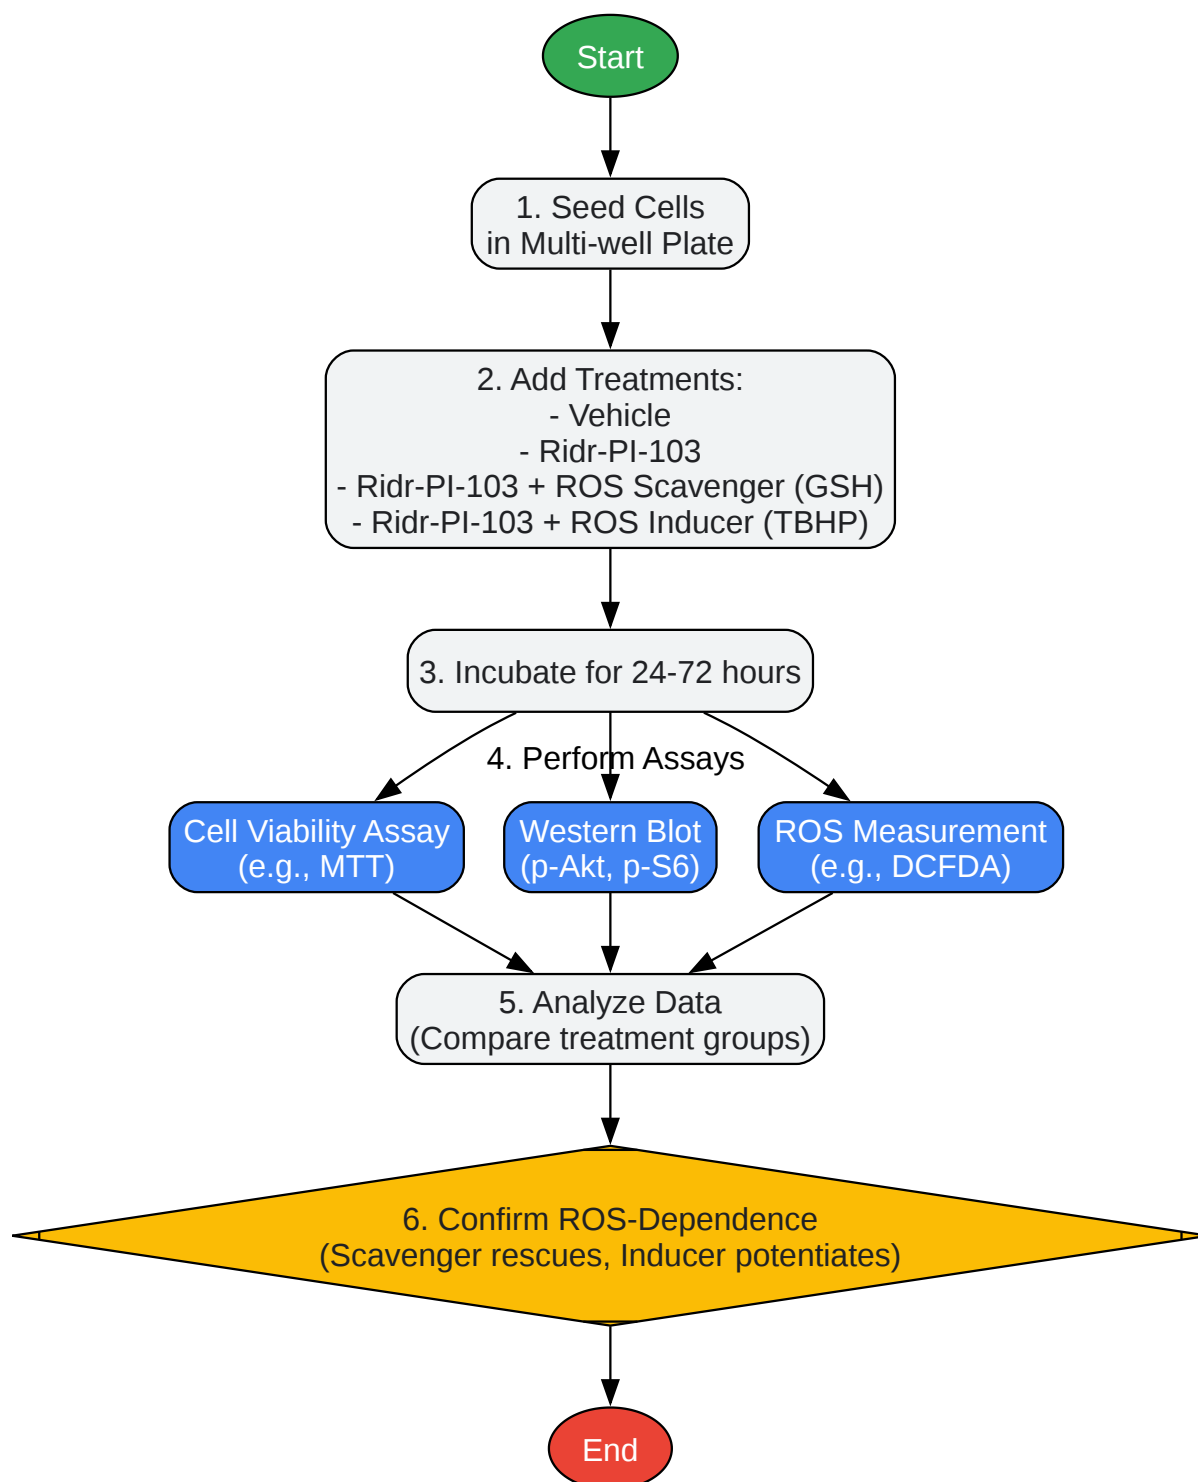 Start
1. Seed Cells
in Multi-well Plate
2. Add Treatments:
- Vehicle
- Ridr-PI-103
- Ridr-PI-103 + ROS Scavenger (GSH)
- Ridr-PI-103 + ROS Inducer (TBHP)
3. Incubate for 24-72 hours
4. Perform Assays
Cell Viability Assay
(e.g., MTT)
Western Blot
(p-Akt, p-S6)
ROS Measurement
(e.g., DCFDA)
5. Analyze Data
(Compare treatment groups)
6. Confirm ROS-Dependence
(Scavenger rescues, Inducer potentiates)
End